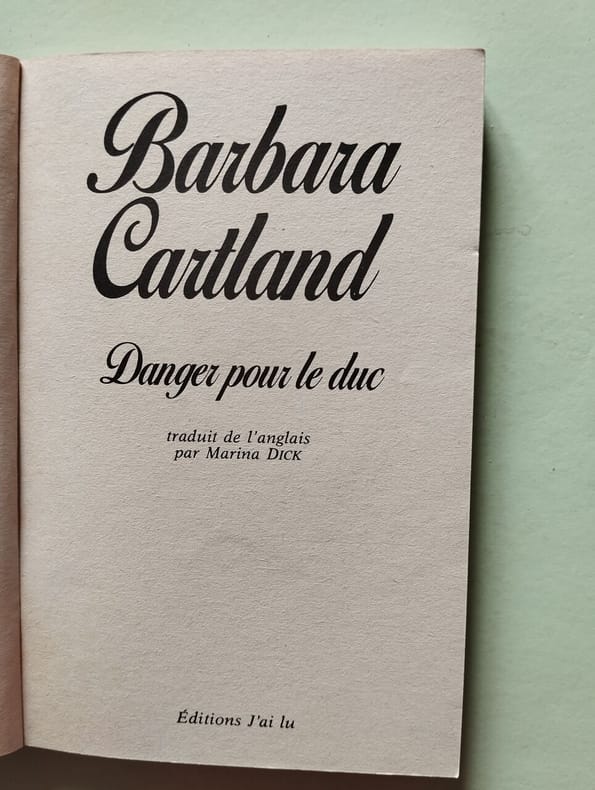 Barbara
Cartland
Danger pour le duc
traduit de l'anglais
par Marina DICK
Éditions J'ai lu